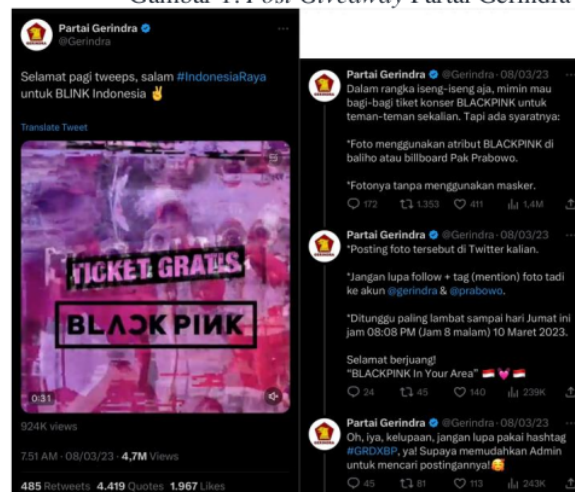 Gambar 1. Post Giveaway Partai Gerindra
Partai Gerindra
@Gerindra
Selamat pagi tweeps, salam #IndonesiaRaya
untuk BLINK Indonesia ✌️
Translate Tweet
TICKET GRATIS
BLACKPINK
0:31
924K views
7.51 AM · 08/03/23 · 4,7M Views
485 Retweets 4.419 Quotes 1.967 Likes
Partai Gerindra @Gerindra · 08/03/23
Dalam rangka iseng-iseng aja, mimin mau
bagi-bagi tiket konser BLACKPINK untuk
teman-teman sekalian. Tapi ada syaratnya:
*Foto menggunakan atribut BLACKPINK di
baliho atau billboard Pak Prabowo.
*Fotonya tanpa menggunakan masker.
172 1.353 411 1,4M
Partai Gerindra @Gerindra · 08/03/23
*Posting foto tersebut di Twitter kalian.
*Jangan lupa follow + tag (mention) foto tadi
ke akun @gerindra & @prabowo.
*Ditunggu paling lambat sampai hari Jumat ini
jam 08:08 PM (Jam 8 malam) 10 Maret 2023.
Selamat berjuang!
“BLACKPINK In Your Area” 🇮🇩💓🇮🇩
24 45 140 239K
Partai Gerindra @Gerindra · 08/03/23
Oh, iya, kelupaan, jangan lupa pakai hashtag
#GRDXBP, ya! Supaya memudahkan Admin
untuk mencari postingannya!🥰
45 81 113 243K